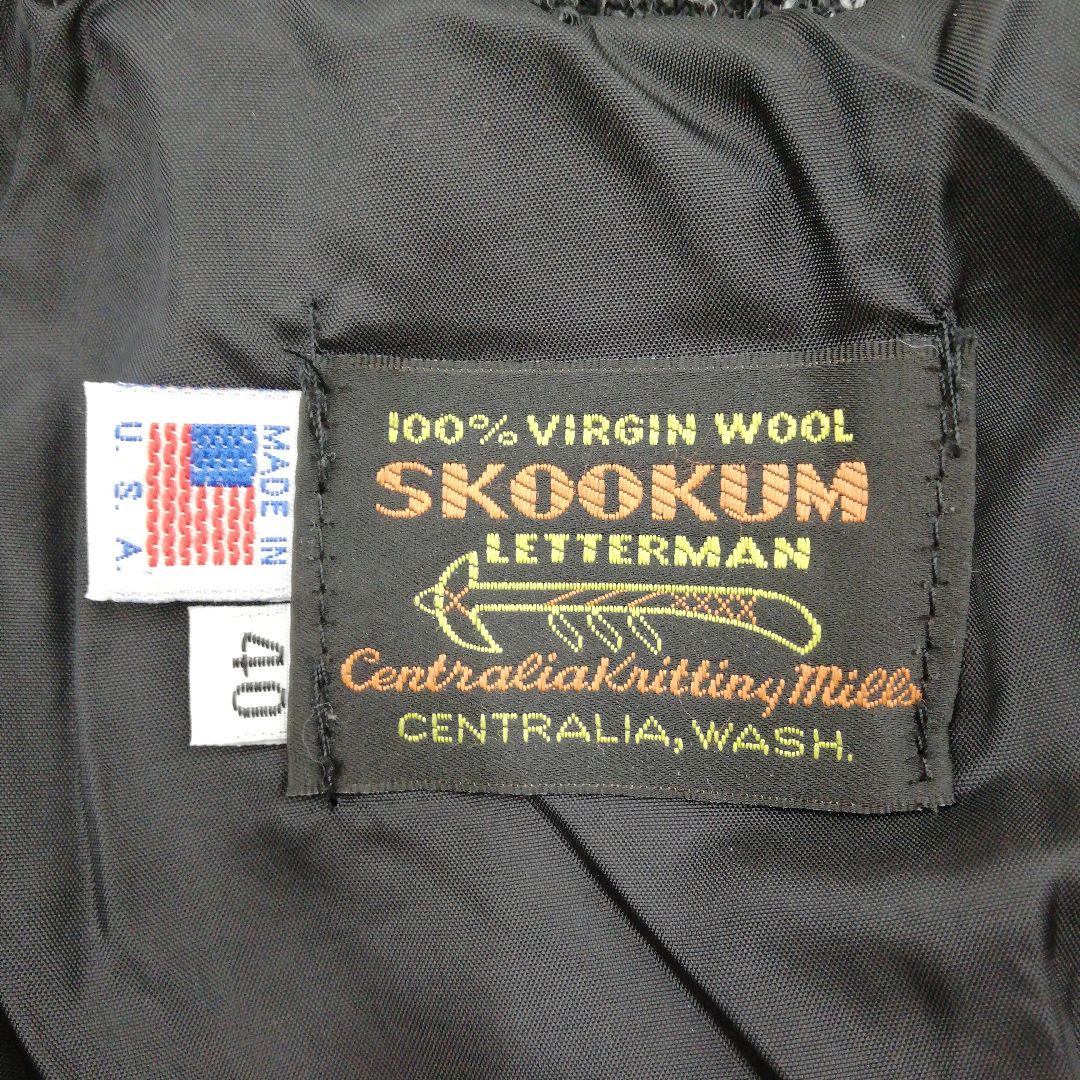 100% VIRGIN WOOL
SKOOKUM
LETTERMAN
Centralia Knitting Mills
CENTRALIA, WASH.
MADE IN
U. S. A.
40